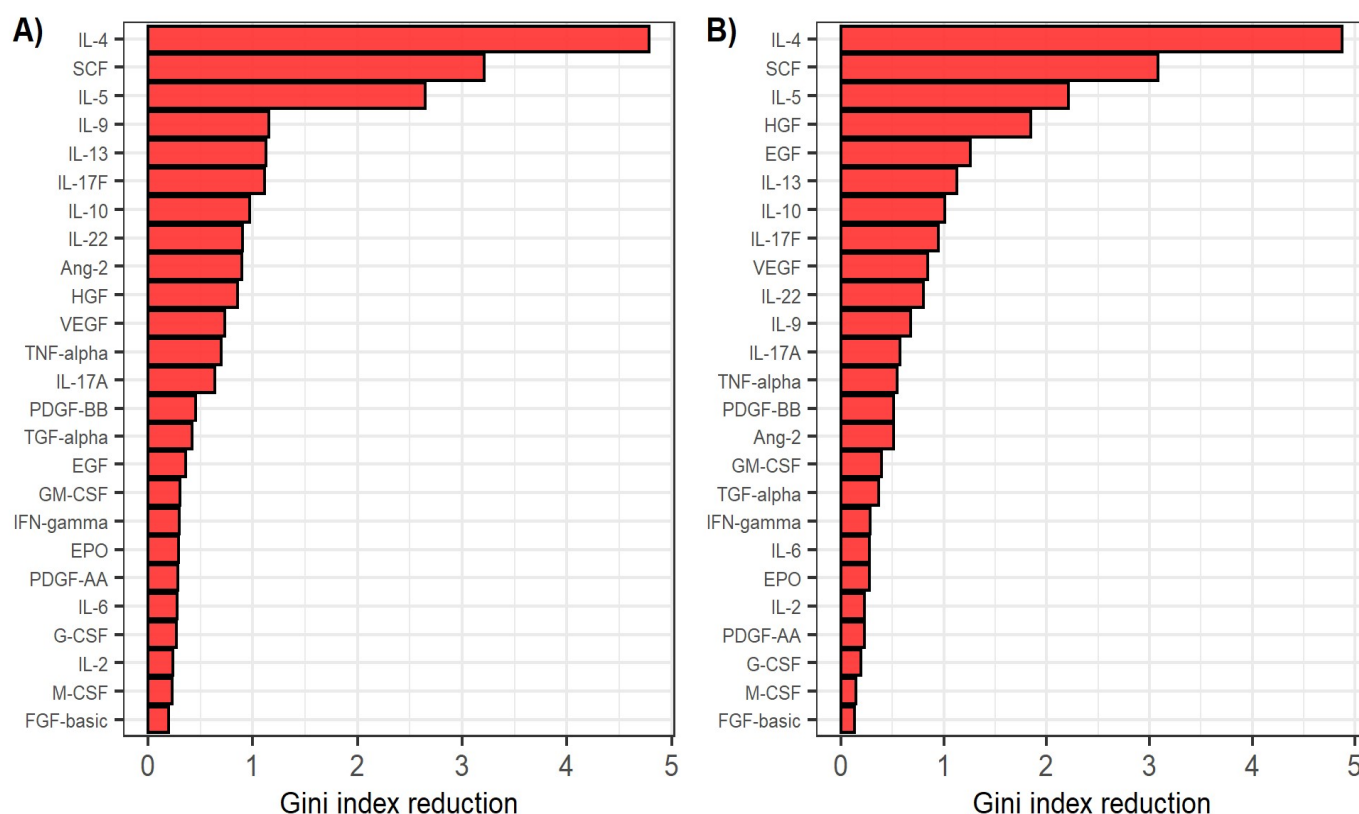 A)
IL-4
SCF
IL-5
IL-9
IL-13
IL-17F
IL-10
IL-22
Ang-2
HGF
VEGF
TNF-alpha
IL-17A
PDGF-BB
TGF-alpha
EGF
GM-CSF
IFN-gamma
EPO
PDGF-AA
IL-6
G-CSF
IL-2
M-CSF
FGF-basic
0 1 2 3 4 5
Gini index reduction
B)
IL-4
SCF
IL-5
HGF
EGF
IL-13
IL-10
IL-17F
VEGF
IL-22
IL-9
IL-17A
TNF-alpha
PDGF-BB
Ang-2
GM-CSF
TGF-alpha
IFN-gamma
IL-6
EPO
IL-2
PDGF-AA
G-CSF
M-CSF
FGF-basic
0 1 2 3 4 5
Gini index reduction